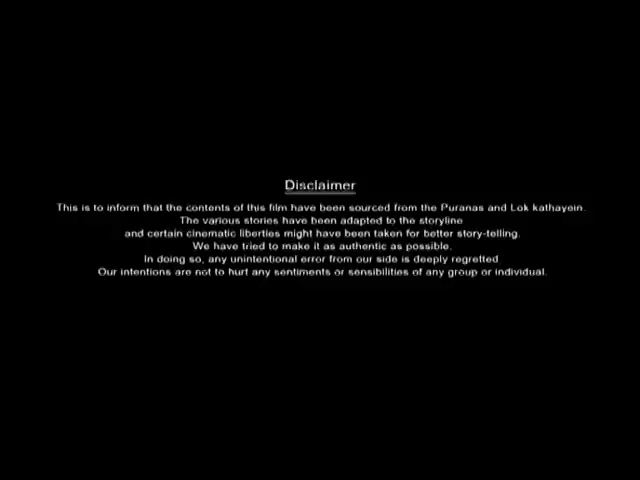 Disclaimer
This is to inform that the contents of this film have been sourced from the Puranas and Lok kathayein.
The various stories have been adapted to the storyline
and certain cinematic liberties might have been taken for better story-telling.
We have tried to make it as authentic as possible.
In doing so, any unintentional error from our side is deeply regretted
Our intentions are not to hurt any sentiments or sensibilities of any group or individual.